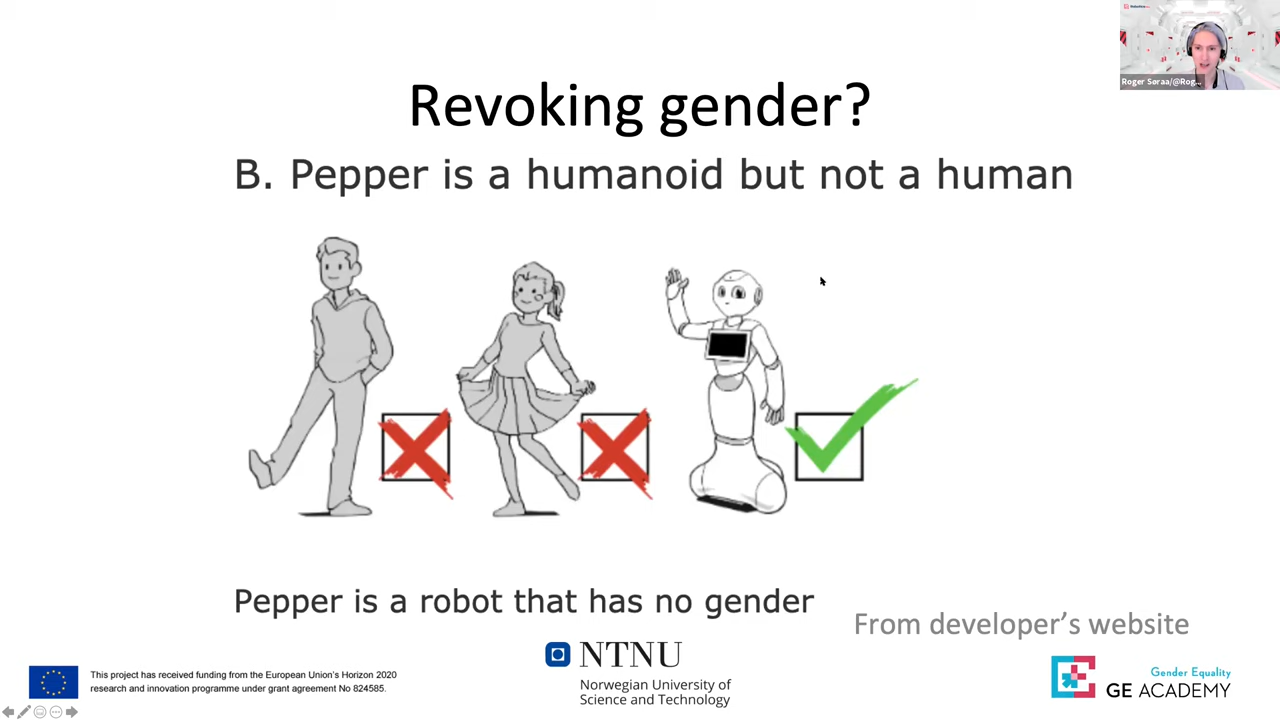 Roger Søraa/@Rog...
Revoking gender?
B. Pepper is a humanoid but not a human
Pepper is a robot that has no gender
From developer's website
This project has received funding from the European Union's Horizon 2020
research and innovation programme under grant agreement No 824585.
NTNU
Norwegian University of
Science and Technology
Gender Equality
GE ACADEMY